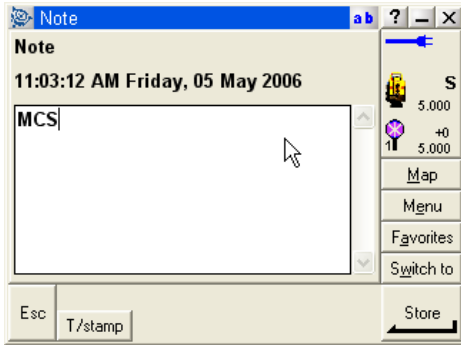 Note
a b
? _ X
Note
11:03:12 AM Friday, 05 May 2006
MCS
S
5.000
+0
1 5.000
Map
Menu
Favorites
Switch to
Esc
T/stamp
Store